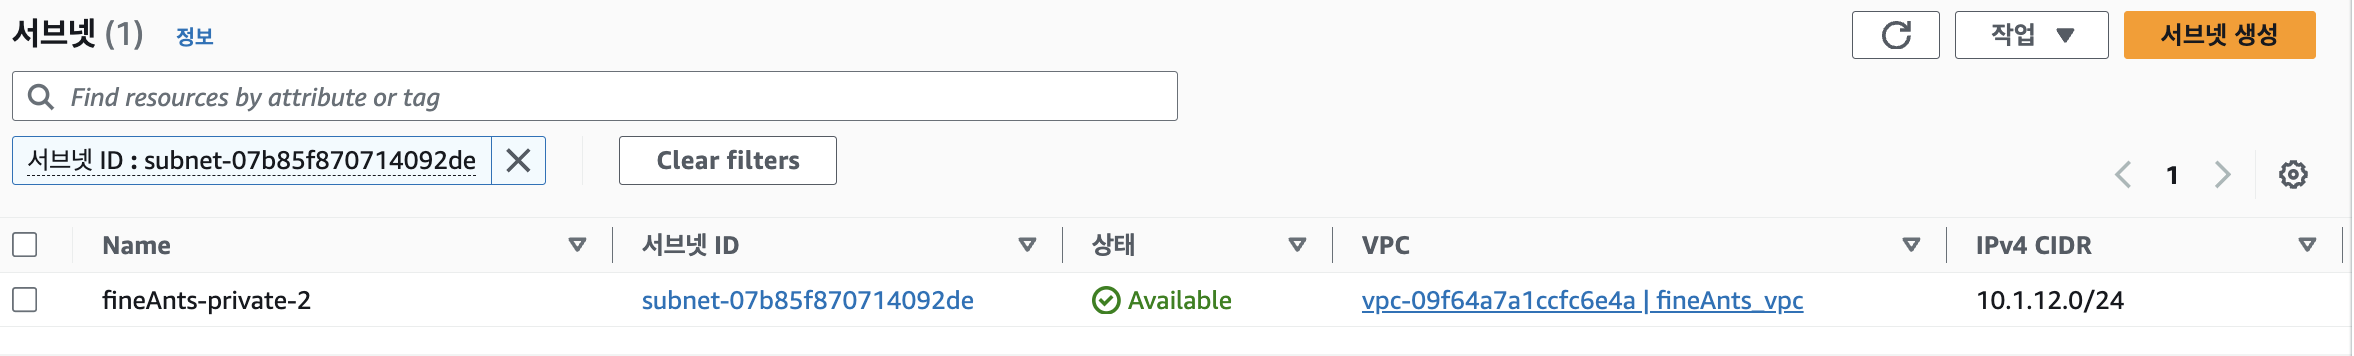 서브넷 (1) 정보
작업 서브넷 생성
Find resources by attribute or tag
서브넷 ID : subnet-07b85f870714092de
Clear filters
1
Name 서브넷 ID 상태 VPC IPv4 CIDR
fineAnts-private-2 subnet-07b85f870714092de Available vpc-09f64a7a1ccfc6e4a | fineAnts_vpc 10.1.12.0/24